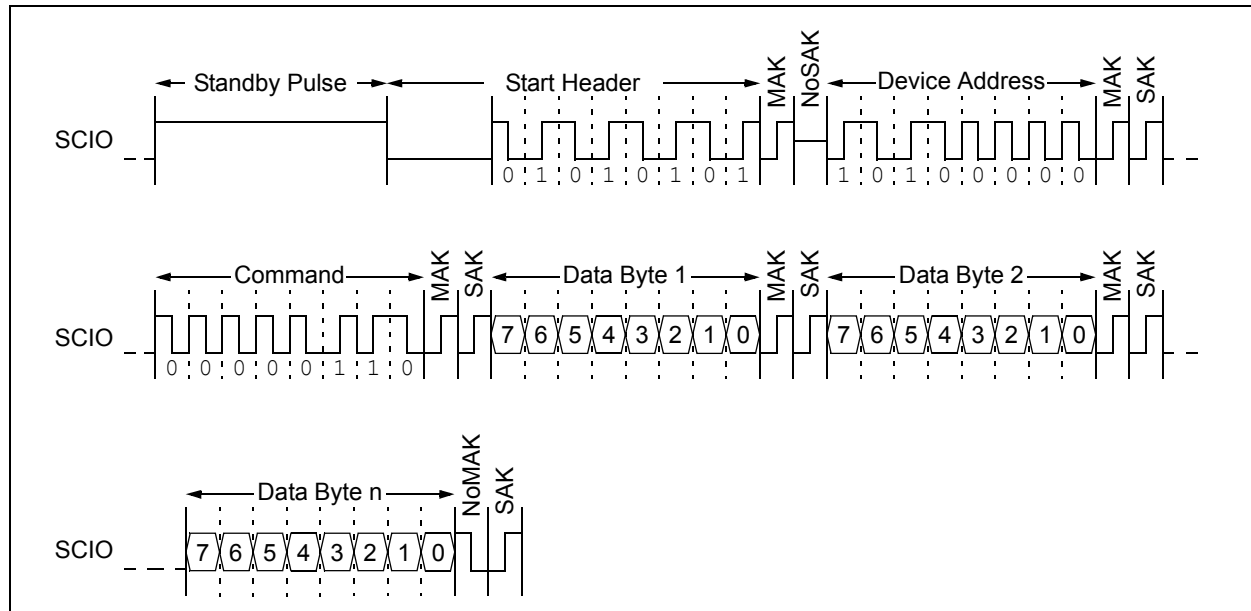 Standby Pulse Start Header MAK NoSAK Device Address MAK SAK
SCIO
0 1 0 1 0 1 0 1 1 0 1 0 0 0 0 0
Command MAK SAK Data Byte 1 MAK SAK Data Byte 2 MAK SAK
SCIO 7 6 5 4 3 2 1 0 7 6 5 4 3 2 1 0
0 0 0 0 0 1 1 0
Data Byte n NoMAK SAK
SCIO 7 6 5 4 3 2 1 0